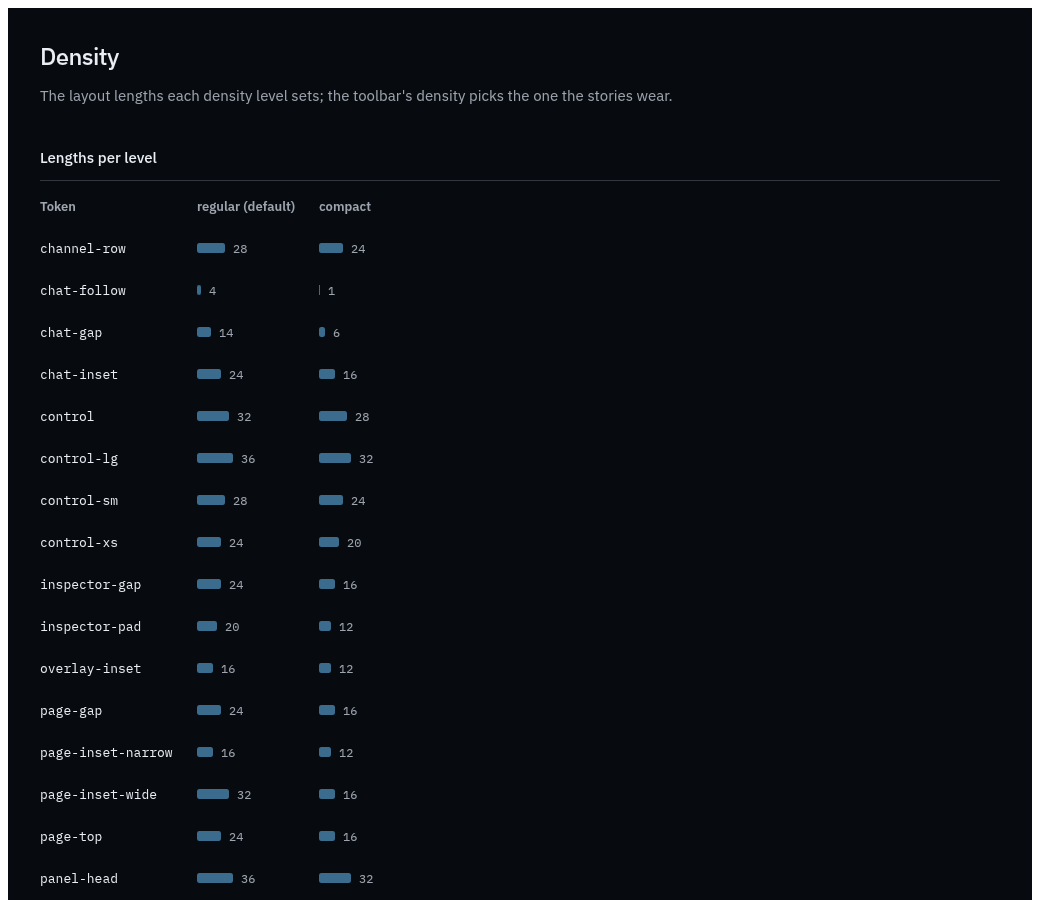 Density
The layout lengths each density level sets; the toolbar's density picks the one the stories wear.
Lengths per level
Token regular (default) compact
channel-row 28 24
chat-follow 4 1
chat-gap 14 6
chat-inset 24 16
control 32 28
control-lg 36 32
control-sm 28 24
control-xs 24 20
inspector-gap 24 16
inspector-pad 20 12
overlay-inset 16 12
page-gap 24 16
page-inset-narrow 16 12
page-inset-wide 32 16
page-top 24 16
panel-head 36 32